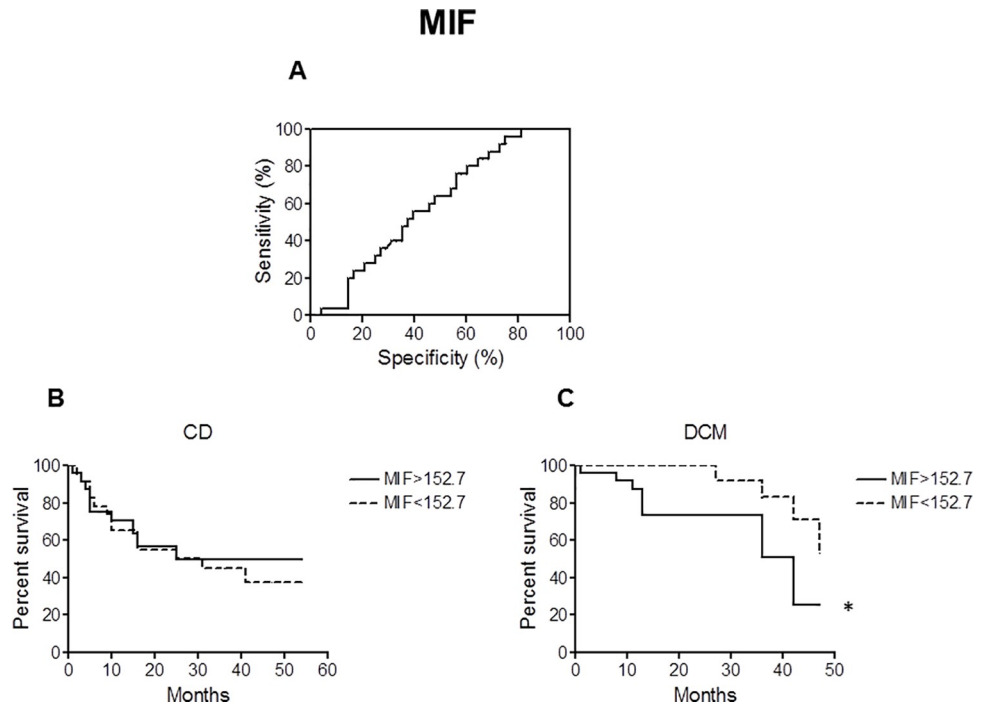 MIF
A
100
80
60
40
20
0
Sensitivity (%)
0 20 40 60 80 100
Specificity (%)
B
CD
100
80
60
40
20
0
Percent survival
0 10 20 30 40 50 60
Months
MIF>152.7
MIF<152.7
C
DCM
100
80
60
40
20
0
Percent survival
0 10 20 30 40 50
Months
MIF>152.7
MIF<152.7
*